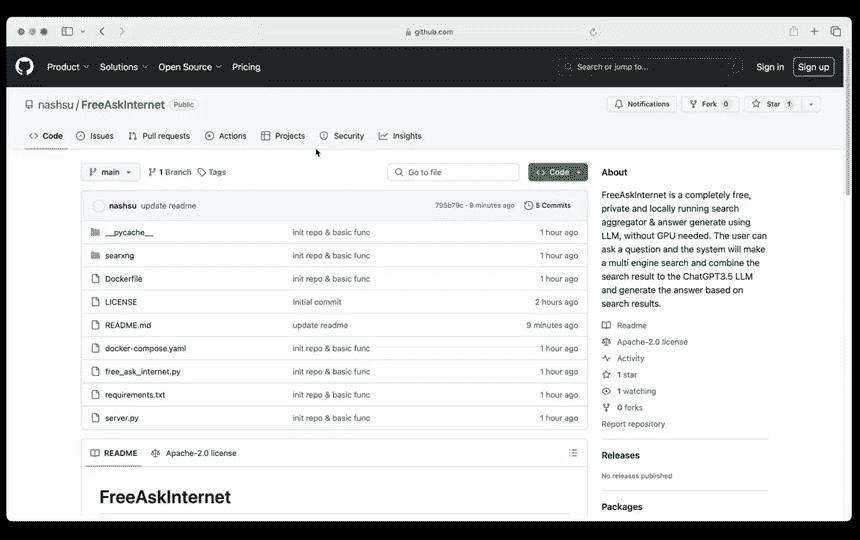 github.com
Product Solutions Open Source Pricing Search or jump to... Sign in Sign up
nashsu / FreeAskInternet Public Notifications Fork 0 Star 1
Code Issues Pull requests Actions Projects Security Insights
main 1 Branch Tags Go to file Code
nashsu update readme 795b79c · 9 minutes ago 5 Commits
__pycache__ init repo & basic func 1 hour ago
searxng init repo & basic func 1 hour ago
Dockerfile init repo & basic func 1 hour ago
LICENSE Initial commit 2 hours ago
README.md update readme 9 minutes ago
docker-compose.yaml init repo & basic func 1 hour ago
free_ask_internet.py init repo & basic func 1 hour ago
requirements.txt init repo & basic func 1 hour ago
server.py init repo & basic func 1 hour ago
README Apache-2.0 license
FreeAskInternet
About
FreeAskInternet is a completely free,
private and locally running search
aggregator & answer generate using
LLM, without GPU needed. The user can
ask a question and the system will make
a multi engine search and combine the
search result to the ChatGPT3.5 LLM
and generate the answer based on
search results.
Readme
Apache-2.0 license
Activity
1 star
1 watching
0 forks
Report repository
Releases
No releases published
Packages